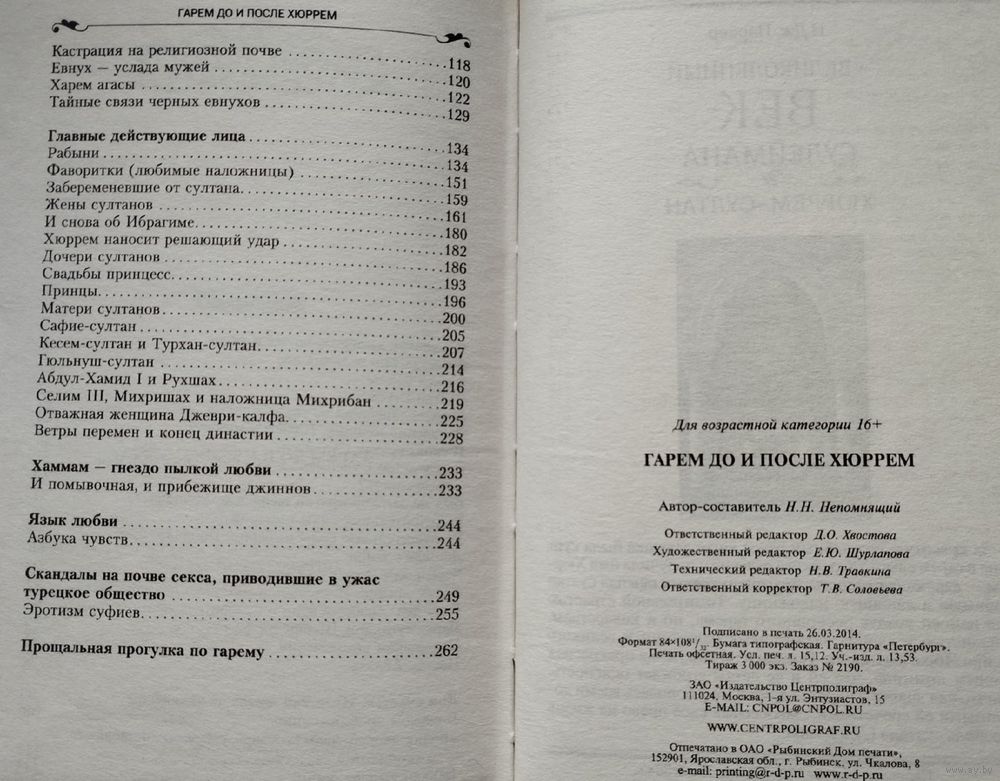 ГАРЕМ ДО И ПОСЛЕ ХЮРРЕМ
Кастрация на религиозной почве ..........118
Евнух — услада мужей ..........120
Харем агасы ..........122
Тайные связи черных евнухов ..........129
Главные действующие лица ..........134
Рабыни ..........134
Фаворитки (любимые наложницы) ..........151
Забеременевшие от султана ..........159
Жены султанов ..........161
И снова об Ибрагиме ..........180
Хюррем наносит решающий удар ..........182
Дочери султанов ..........186
Свадьбы принцесс ..........193
Принцы ..........196
Матери султанов ..........200
Сафие-султан ..........205
Кесем-султан и Турхан-султан ..........207
Гюльнуш-султан ..........214
Абдул-Хамид I и Рухшах ..........216
Селим III, Михришах и наложница Михрибан ..........219
Отважная женщина Джеври-калфа ..........225
Ветры перемен и конец династии ..........228
Хаммам — гнездо пылкой любви ..........233
И помывочная, и прибежище джиннов ..........233
Язык любви ..........244
Азбука чувств ..........244
Скандалы на почве секса, приводившие в ужас
турецкое общество ..........249
Эротизм суфиев ..........255
Прощальная прогулка по гарему ..........262
Для возрастной категории 16+
ГАРЕМ ДО И ПОСЛЕ ХЮРРЕМ
Автор-составитель Н.Н. Непомнящий
Ответственный редактор Д.О. Хвостова
Художественный редактор Е.Ю. Шурлапова
Технический редактор Н.В. Травкина
Ответственный корректор Т.В. Соловьева
Подписано в печать 26.03.2014.
Формат 84×108¹/₃₂. Бумага типографская. Гарнитура «Петербург».
Печать офсетная. Усл. печ. л. 15,12. Уч.-изд. л. 13,53.
Тираж 3 000 экз. Заказ № 2190.
ЗАО «Издательство Центрполиграф»
111024, Москва, 1-я ул. Энтузиастов, 15
E-MAIL: CNPOL@CNPOL.RU
WWW.CENTRPOLIGRAF.RU
Отпечатано в ОАО «Рыбинский Дом печати»,
152901, Ярославская обл., г. Рыбинск, ул. Чкалова, 8
e-mail: printing@r-d-p.ru www.r-d-p.ru
www.ay.by